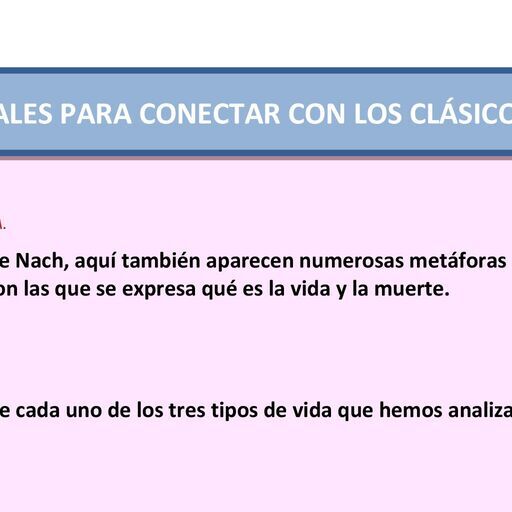 ALES PARA CONECTAR CON LOS CLÁSICO
A.
e Nach, aquí también aparecen numerosas metáforas
on las que se expresa qué es la vida y la muerte.
e cada uno de los tres tipos de vida que hemos analiza